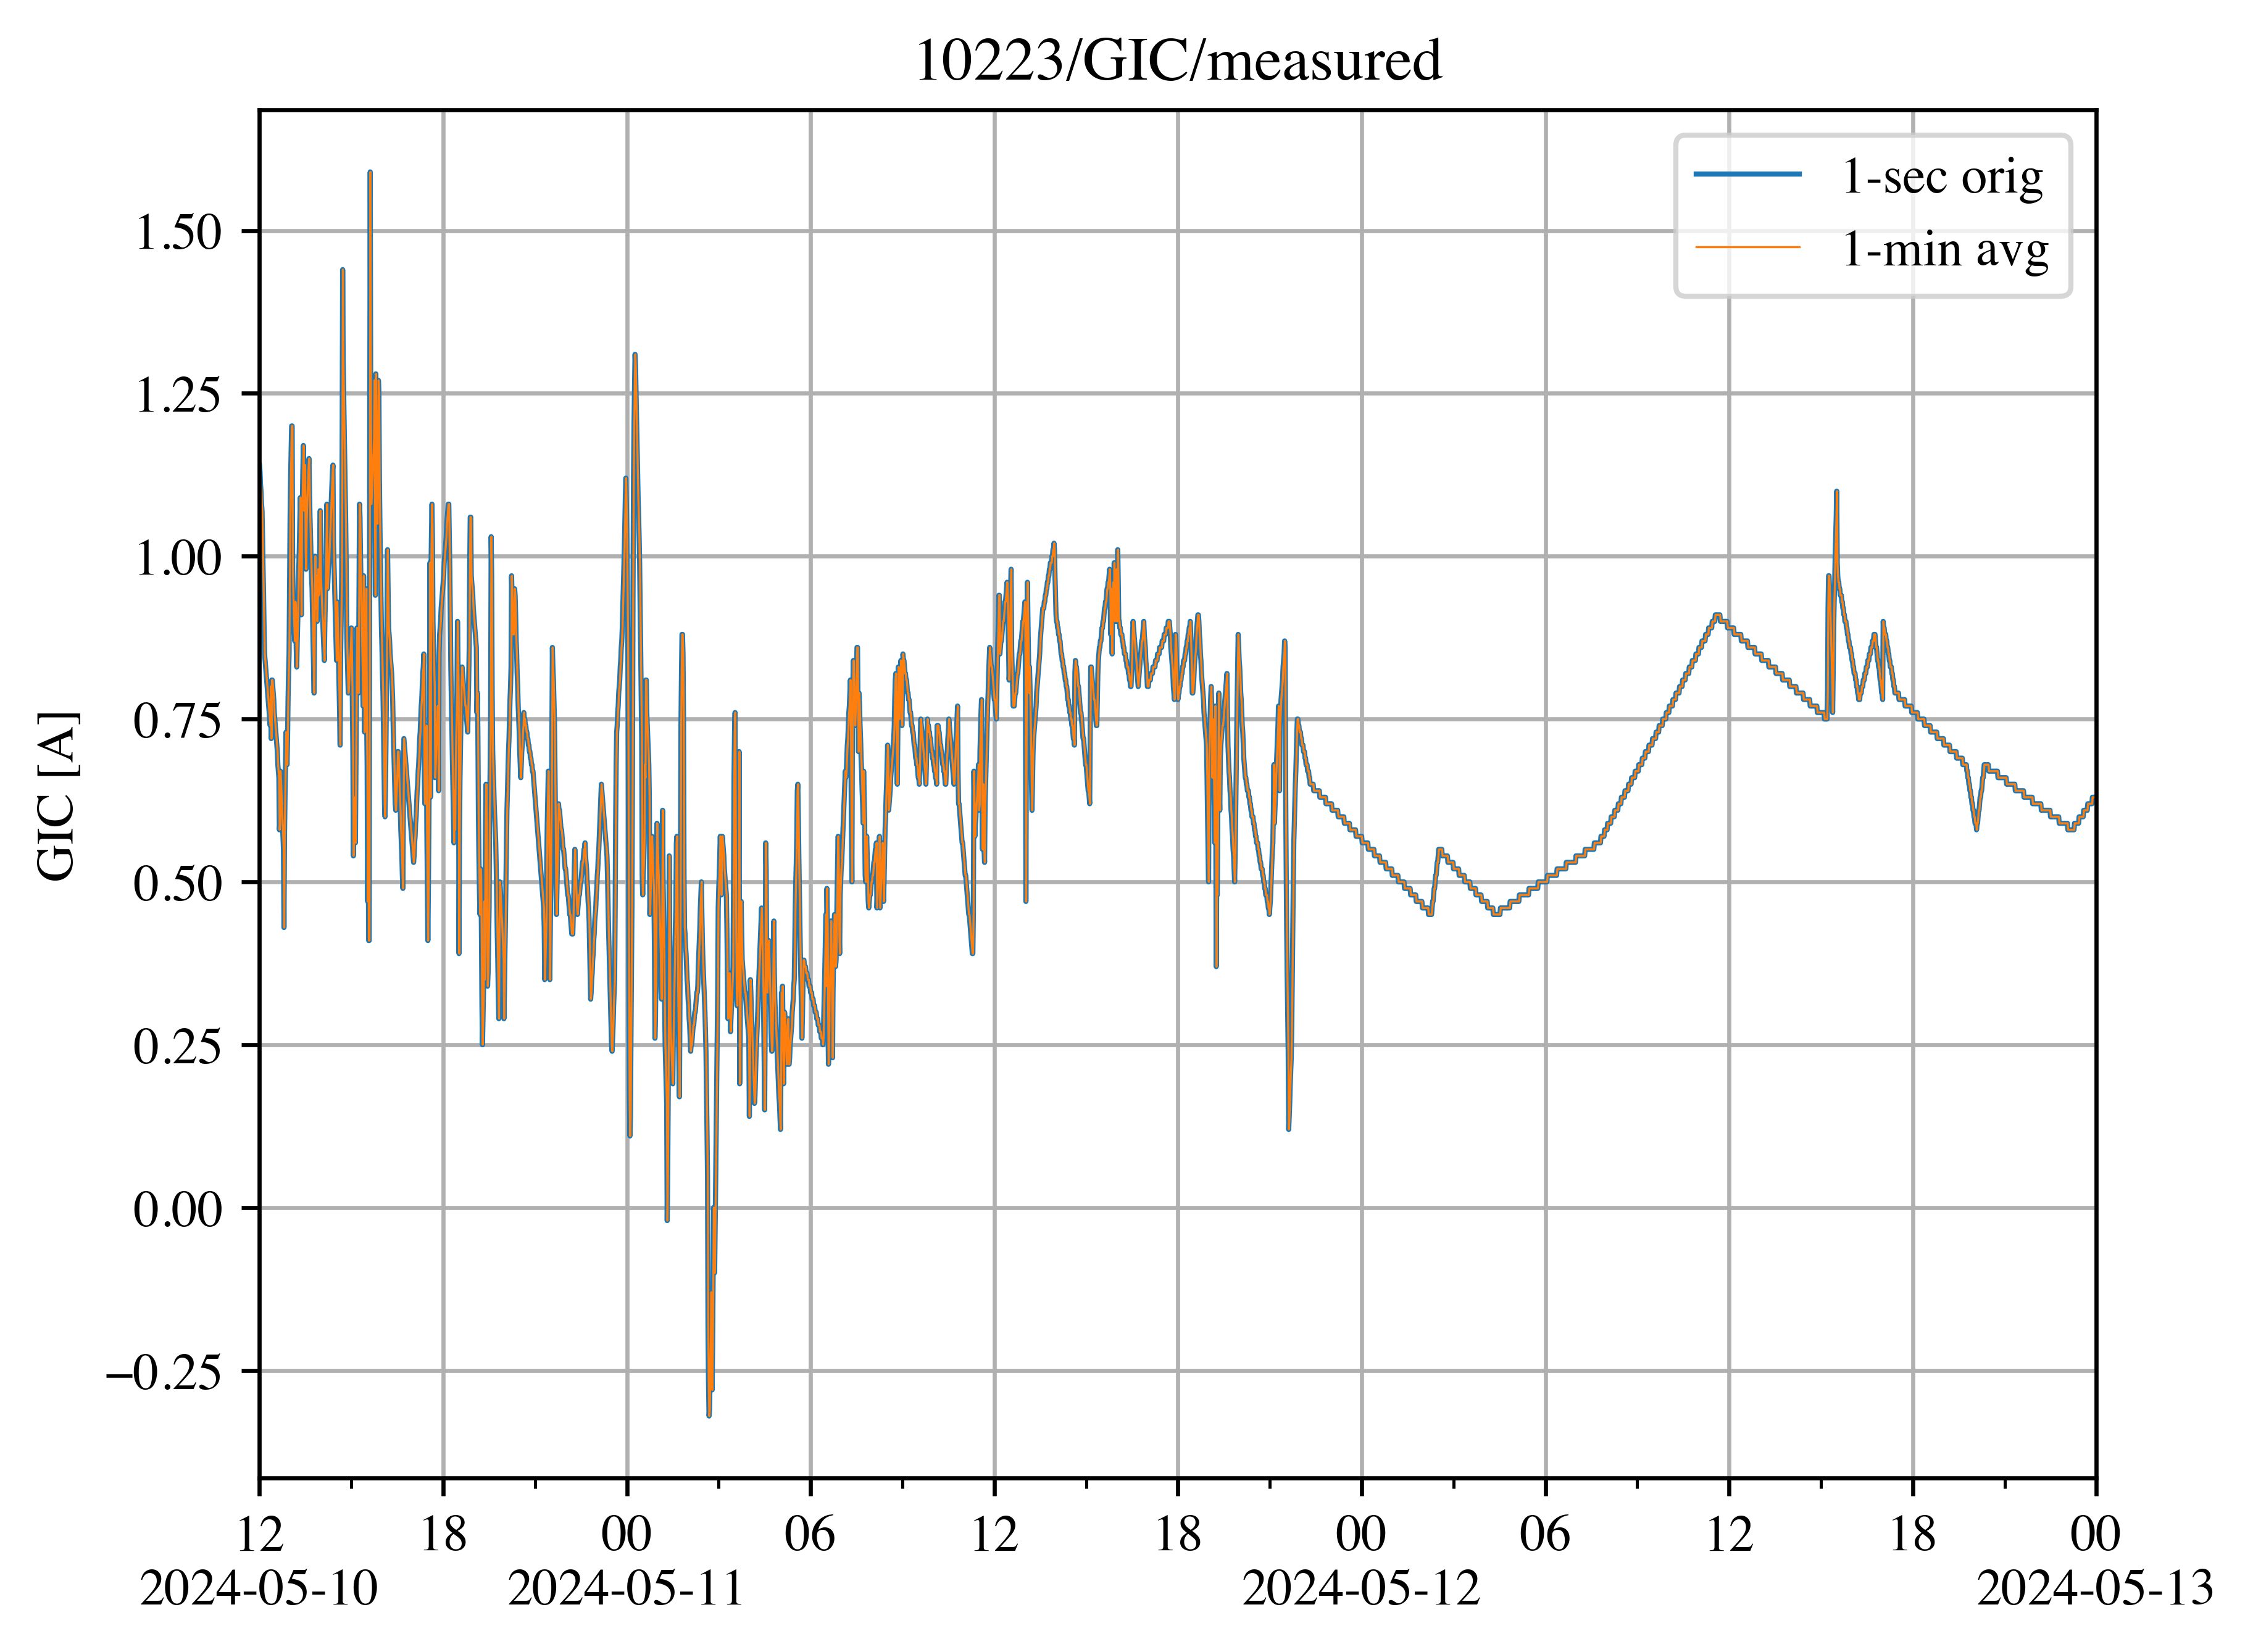 10223/GIC/measured
1-sec orig
1-min avg
1.50
1.25
1.00
0.75
0.50
0.25
0.00
−0.25
GIC [A]
12 18 00 06 12 18 00 06 12 18 00
2024-05-10 2024-05-11 2024-05-12 2024-05-13